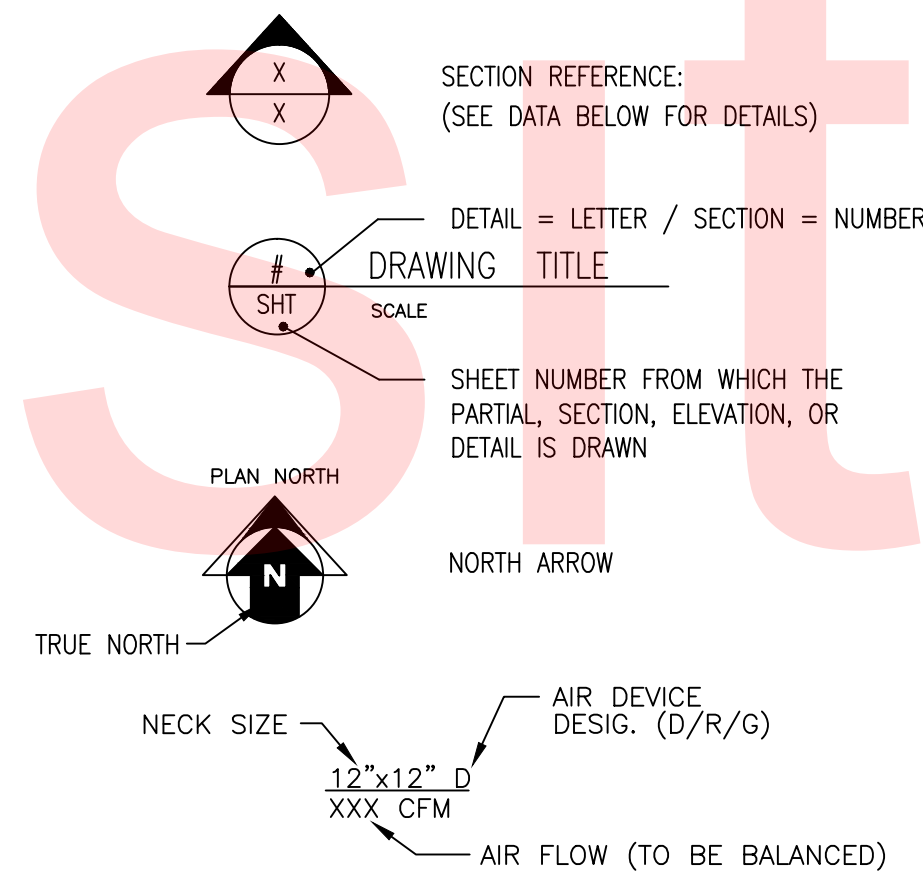 X
X
SECTION REFERENCE:
(SEE DATA BELOW FOR DETAILS)
DETAIL = LETTER / SECTION = NUMBER
#
DRAWING TITLE
SHT
SCALE
SHEET NUMBER FROM WHICH THE
PARTIAL, SECTION, ELEVATION, OR
DETAIL IS DRAWN
PLAN NORTH
N
NORTH ARROW
TRUE NORTH
AIR DEVICE
DESIG. (D/R/G)
NECK SIZE
12"x12" D
XXX CFM
AIR FLOW (TO BE BALANCED)
sit